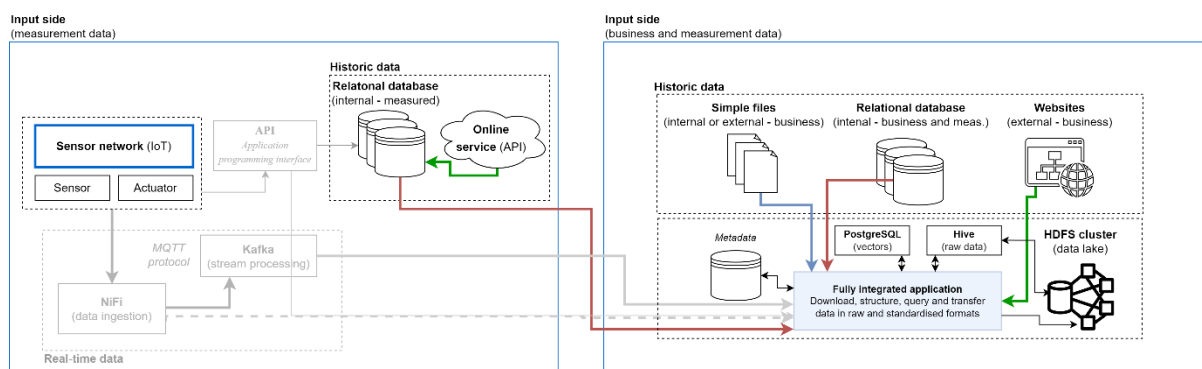 Input side
(measurement data)
Historic data
Relatonal database
(internal - measured)
Online
service (API)
API
Application
programming interface
Sensor network (IoT)
Sensor
Actuator
MQTT
protocol
Kafka
(stream processing)
NiFi
(data ingestion)
Real-time data
Input side
(business and measurement data)
Historic data
Simple files
(internal or external - business)
Relational database
(intenal - business and meas.)
Websites
(external - business)
Metadata
PostgreSQL
(vectors)
Hive
(raw data)
HDFS cluster
(data lake)
Fully integrated application
Download, structure, query and transfer
data in raw and standardised formats